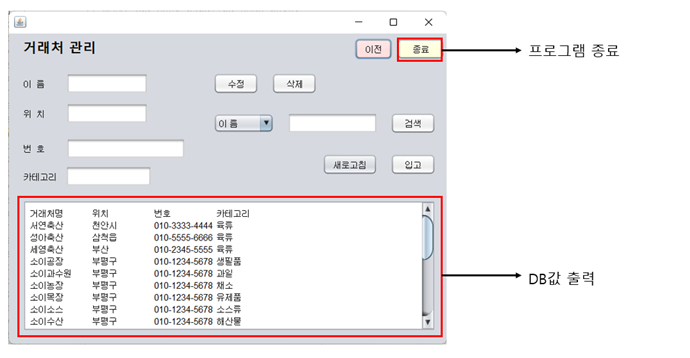 거래처 관리
이전
종료
프로그램 종료
이 름
수정
삭제
위 치
이 름
검색
번 호
새로고침
입고
카테고리
거래처명 위치 번호 카테고리
서연축산 천안시 010-3333-4444 육류
성아축산 삼척읍 010-5555-6666 육류
세영축산 부산 010-2345-5555 육류
소이공장 부평구 010-1234-5678 생필품
소이과수원 부평구 010-1234-5678 과일
소이농장 부평구 010-1234-5678 채소
소이목장 부평구 010-1234-5678 유제품
소이소스 부평구 010-1234-5678 소스류
소이수산 부평구 010-1234-5678 해산물
DB값 출력